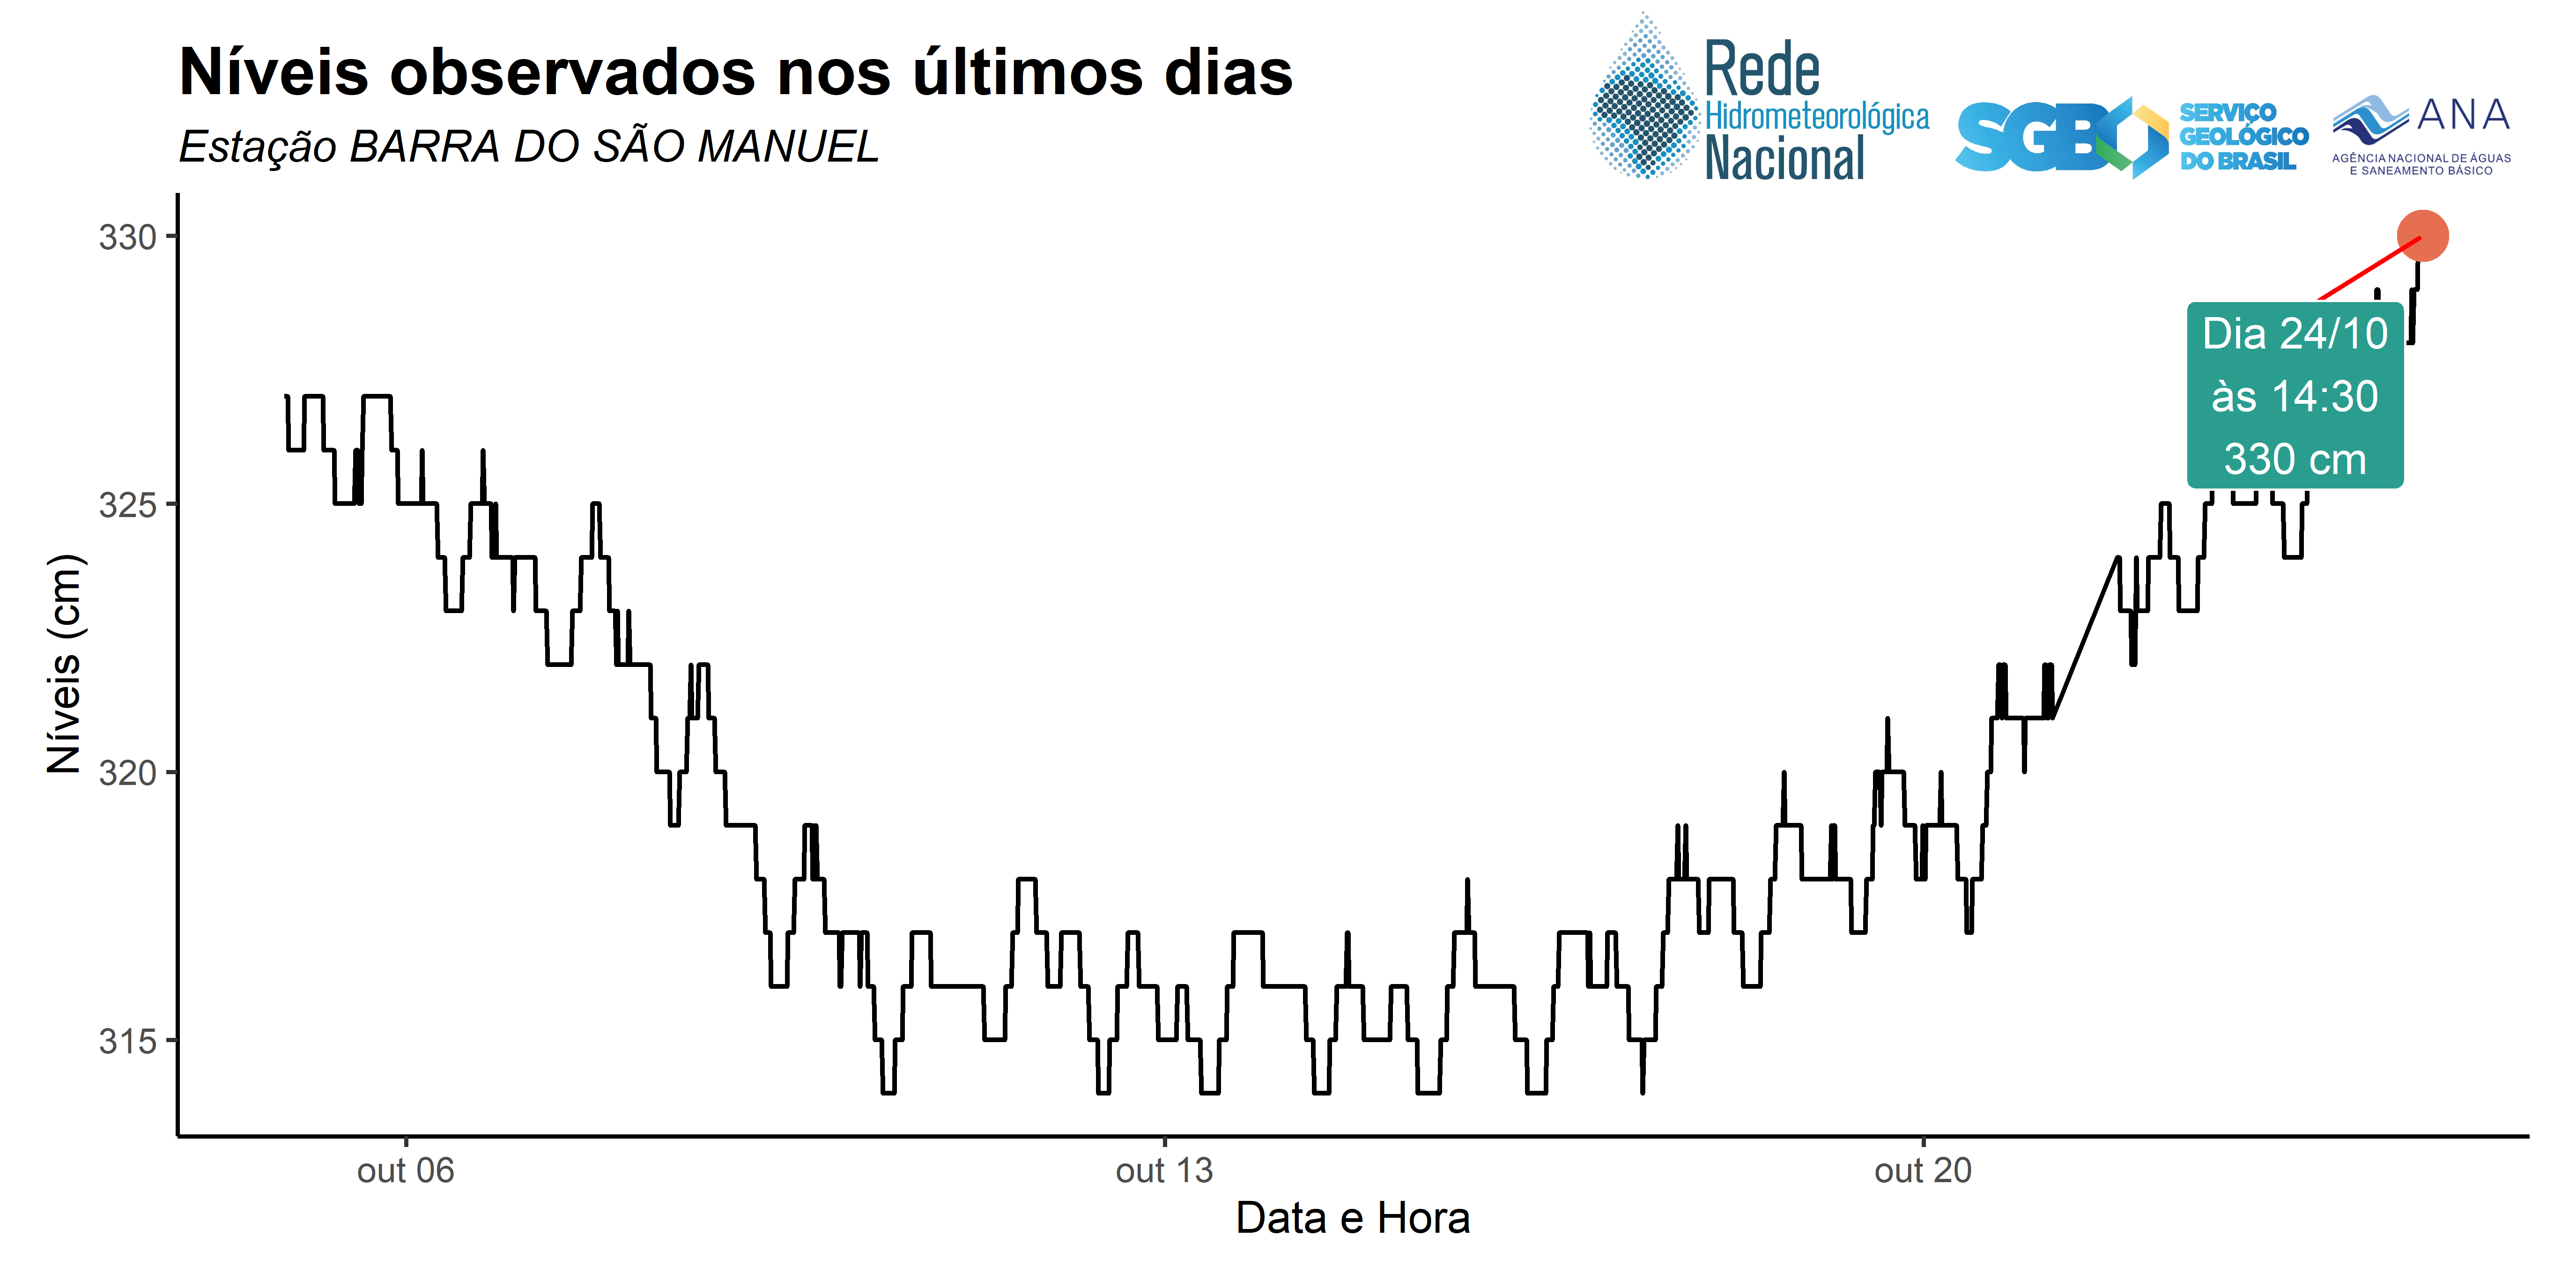 Níveis observados nos últimos dias
Estação BARRA DO SÃO MANUEL
Rede
Hidrometeorológica
Nacional
SGB
SERVIÇO
GEOLÓGICO
DO BRASIL
ANA
AGÊNCIA NACIONAL DE ÁGUAS
E SANEAMENTO BÁSICO
Níveis (cm)
330
325
320
315
Dia 24/10
às 14:30
330 cm
out 06
out 13
out 20
Data e Hora